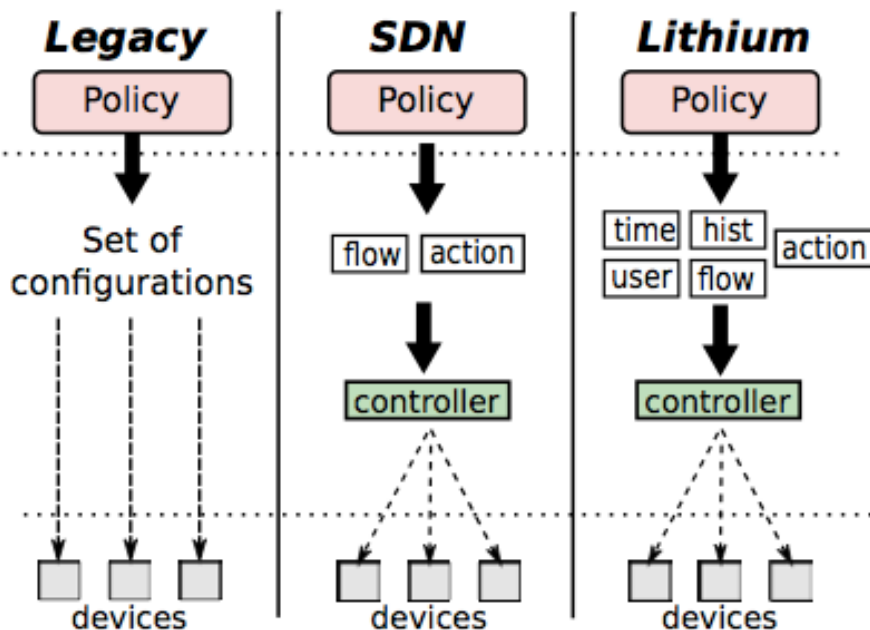 Legacy
Policy
Set of
configurations
devices
SDN
Policy
flow action
controller
devices
Lithium
Policy
time hist
action
user flow
controller
devices